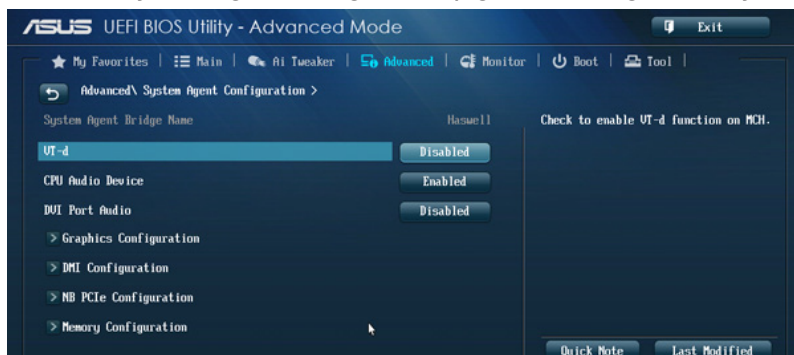 ASUS UEFI BIOS Utility - Advanced Mode Exit
My Favorites | Main | Ai Tweaker | Advanced | Monitor | Boot | Tool |
Advanced\ System Agent Configuration >
System Agent Bridge Name Haswell Check to enable VT-d function on MCH.
VT-d Disabled
CPU Audio Device Enabled
DVI Port Audio Disabled
> Graphics Configuration
> DMI Configuration
> NB PCIe Configuration
> Memory Configuration
Quick Note Last Modified